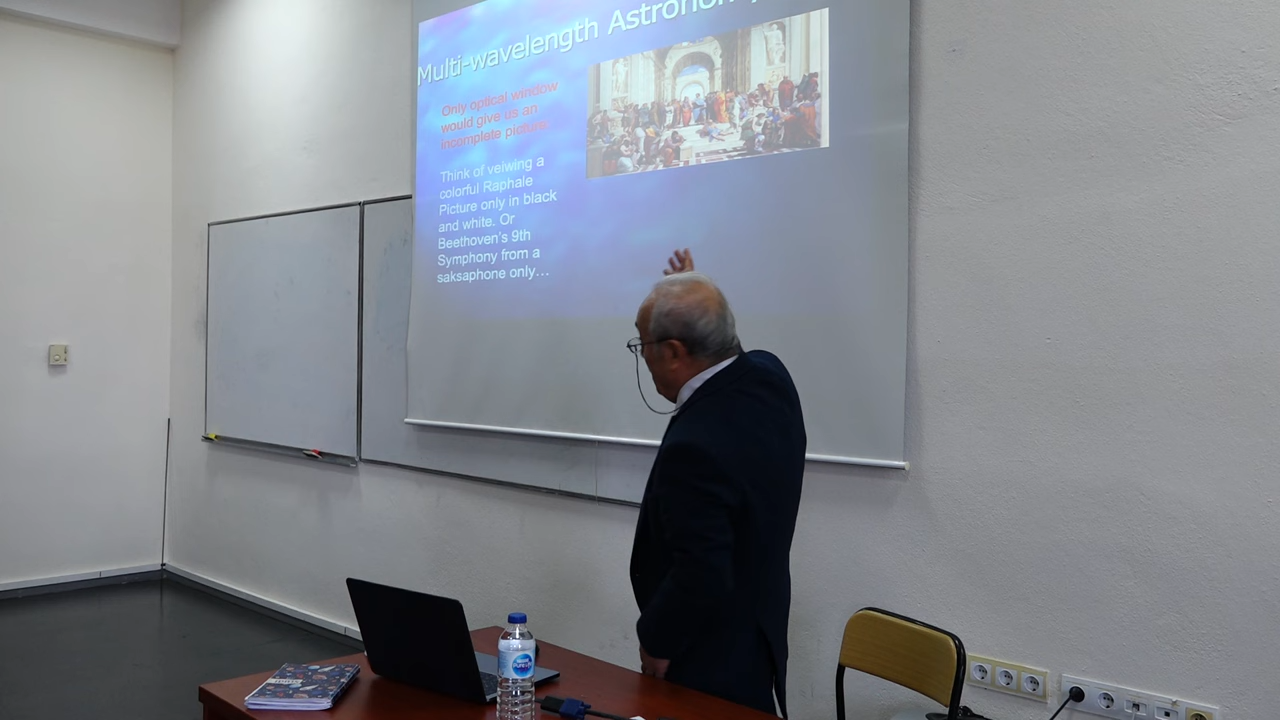 Multi-wavelength Astronomy
Only optical window
would give us an
incomplete picture.
Think of veiwing a
colorful Raphale
Picture only in black
and white. Or
Beethoven's 9th
Symphony from a
saksaphone only...